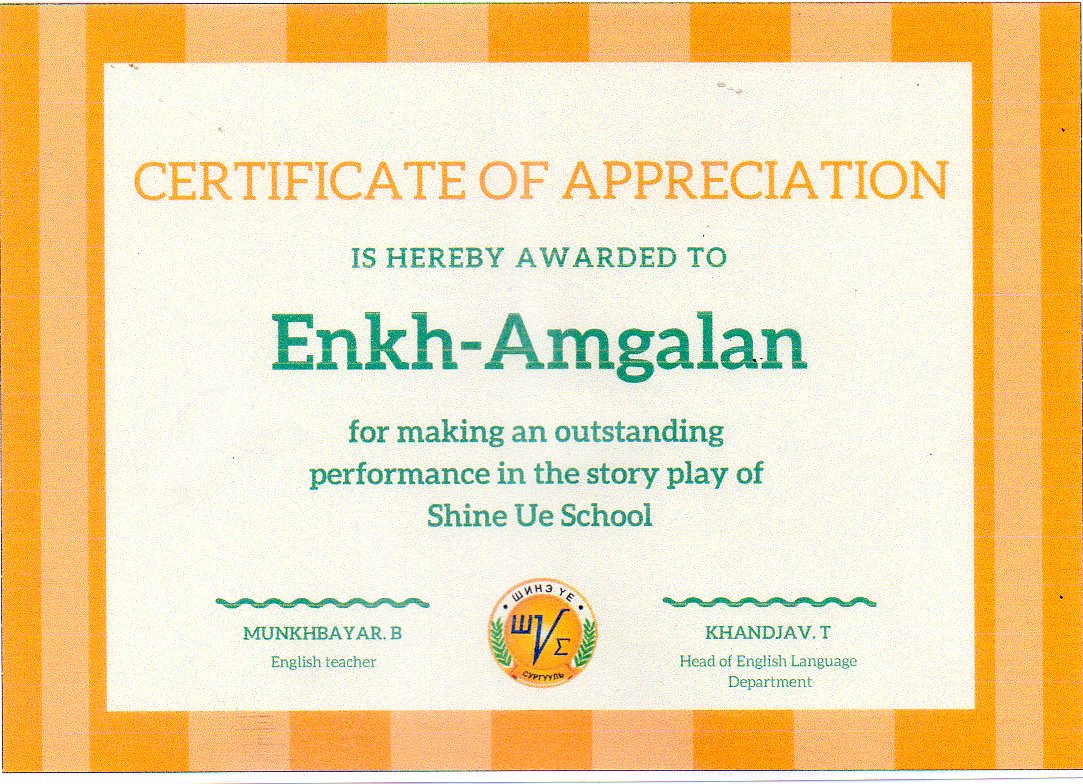 CERTIFICATE OF APPRECIATION
IS HEREBY AWARDED TO
Enkh-Amgalan
for making an outstanding
performance in the story play of
Shine Ue School
MUNKHBAYAR. B
English teacher
ШИНЭ ҮЕ
Ш
Σ
СУРГУУЛЬ
KHANDJAV. T
Head of English Language
Department